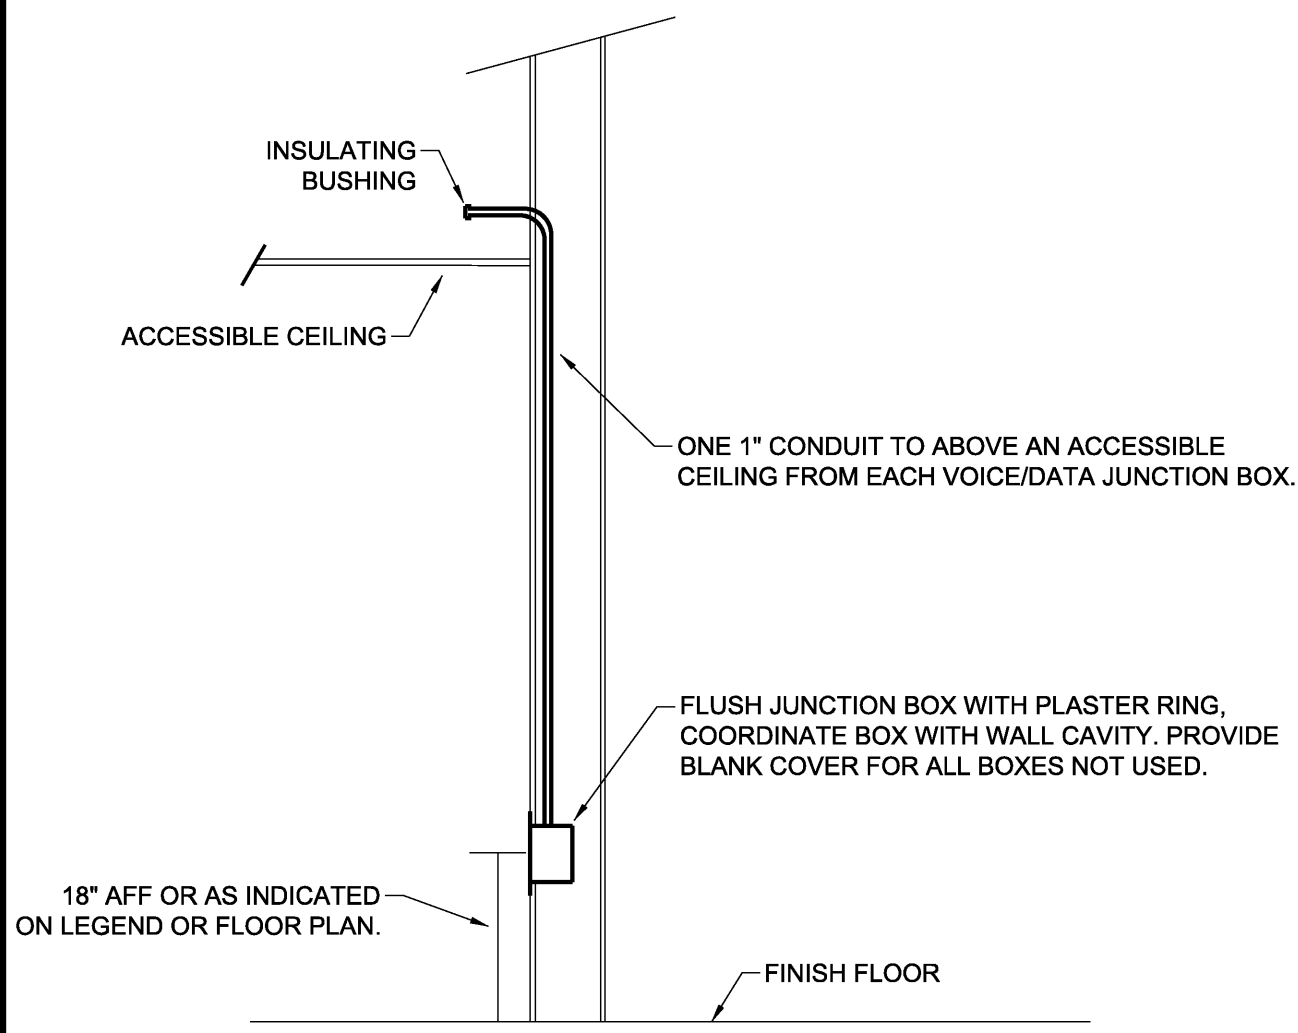 INSULATING
BUSHING
ACCESSIBLE CEILING
ONE 1" CONDUIT TO ABOVE AN ACCESSIBLE
CEILING FROM EACH VOICE/DATA JUNCTION BOX.
FLUSH JUNCTION BOX WITH PLASTER RING,
COORDINATE BOX WITH WALL CAVITY. PROVIDE
BLANK COVER FOR ALL BOXES NOT USED.
18" AFF OR AS INDICATED
ON LEGEND OR FLOOR PLAN.
FINISH FLOOR